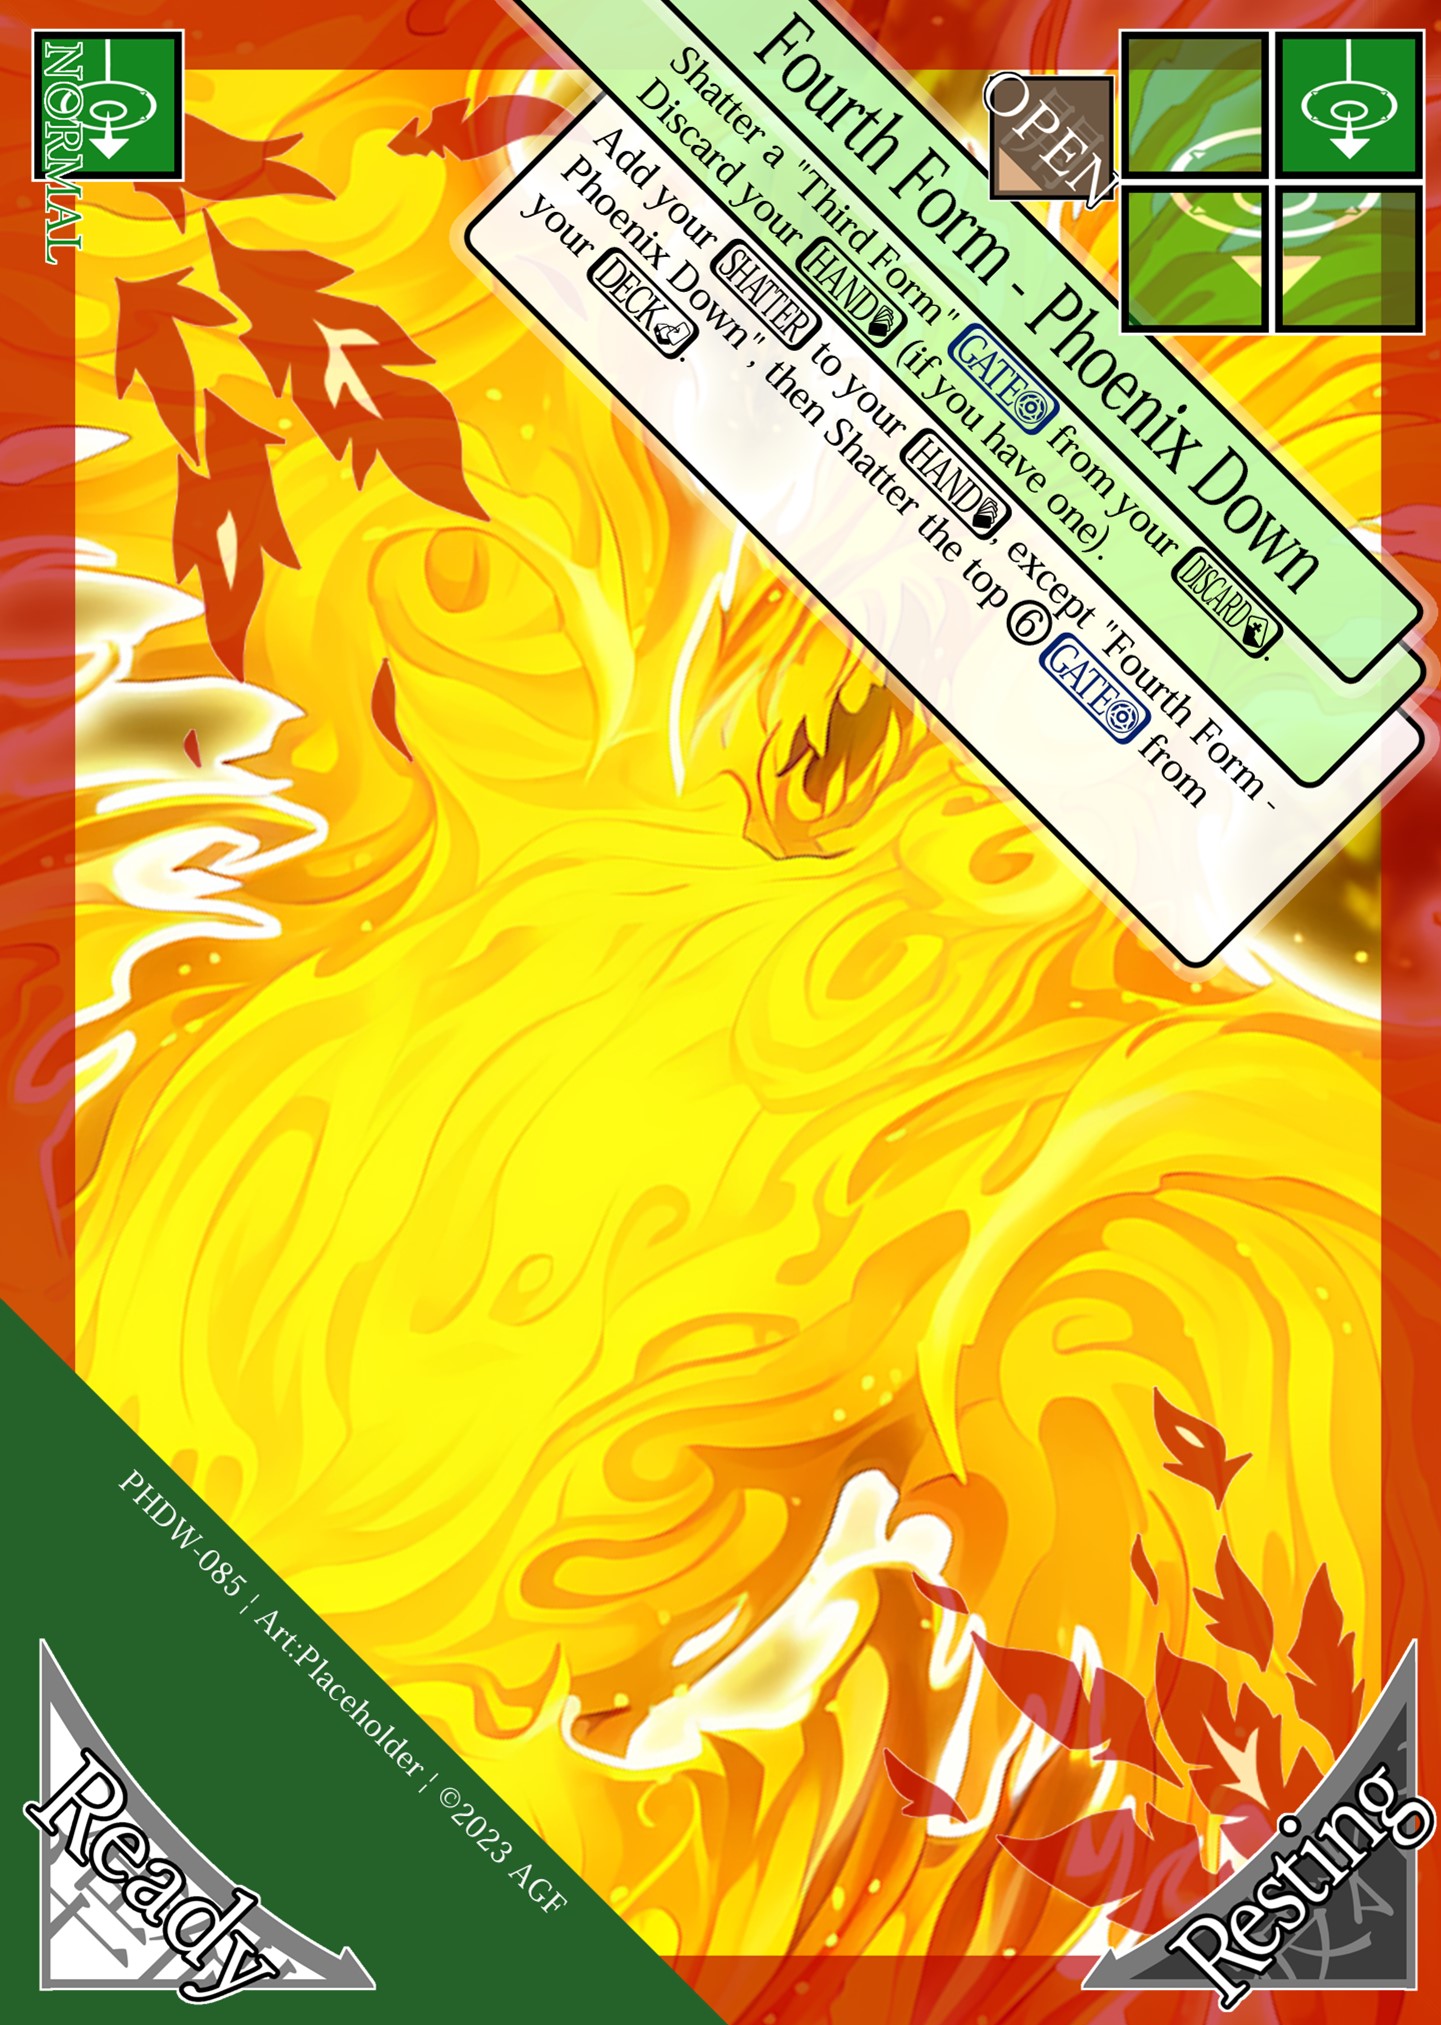 NORMAL
OPEN
Fourth Form - Phoenix Down
Shatter a "Third Form" GATE from your DISCARD.
Discard your HAND (if you have one).
Add your SHATTER to your HAND, except "Fourth Form -
Phoenix Down", then Shatter the top 6 GATE from
your DECK.
PHDW-085 ¦ Art:Placeholder ¦ ©2023 AGF
Ready
Resting